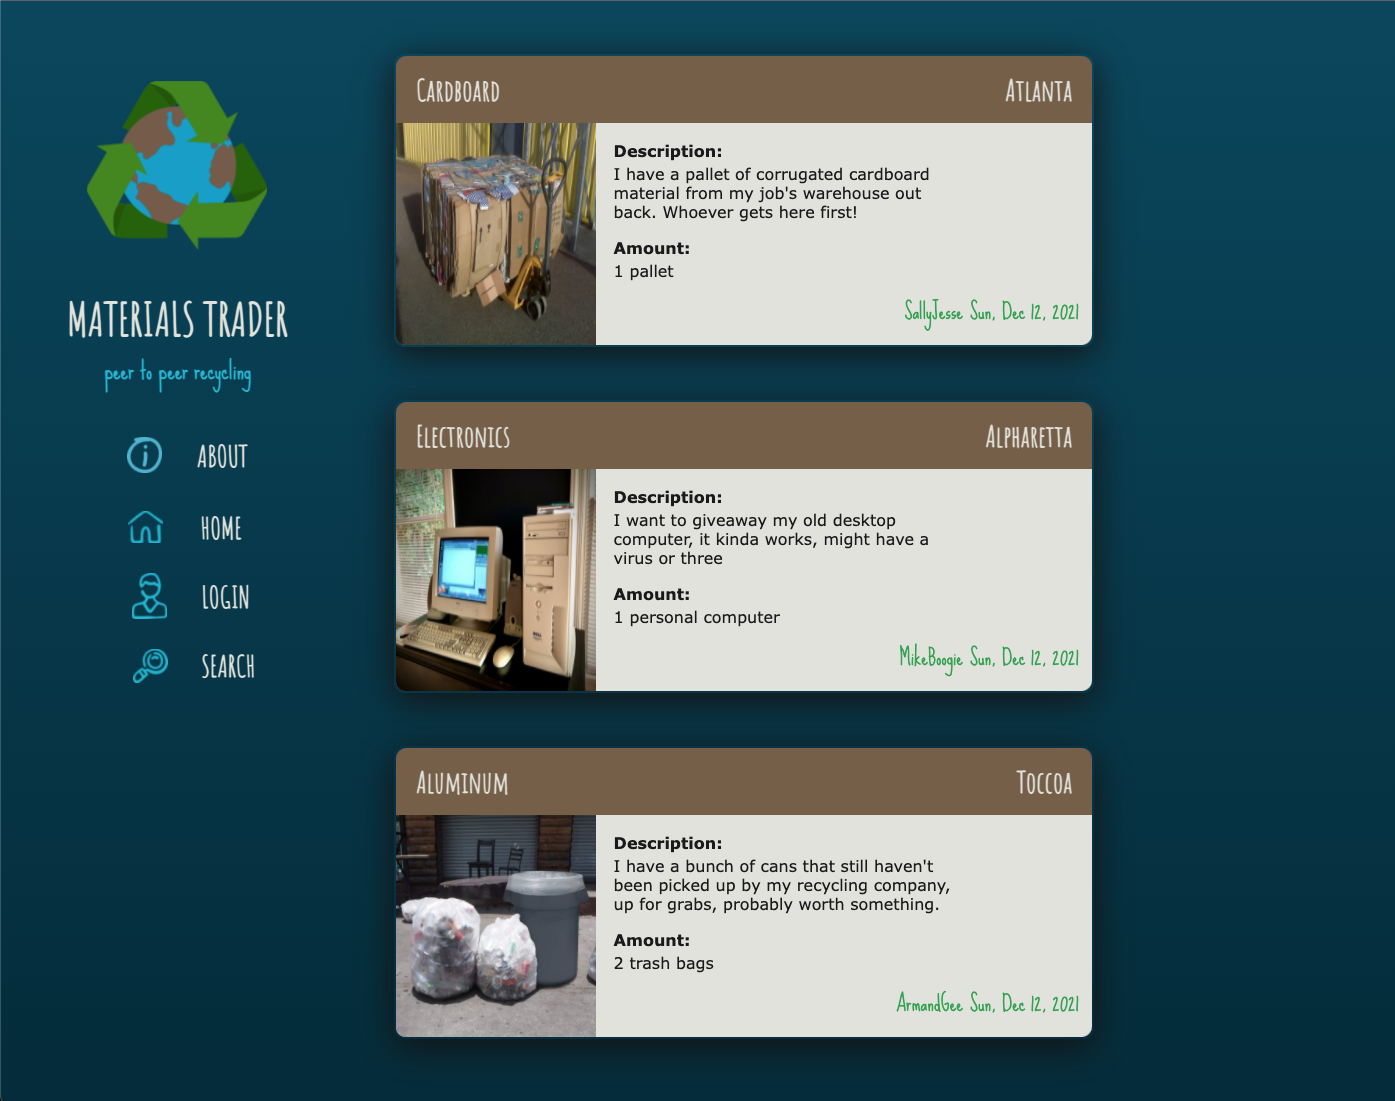 MATERIALS TRADER
peer to peer recycling
ABOUT
HOME
LOGIN
SEARCH
Cardboard
Atlanta
Description:
I have a pallet of corrugated cardboard
material from my job's warehouse out
back. Whoever gets here first!
Amount:
1 pallet
SallyJesse Sun, Dec 12, 2021
Electronics
Alpharetta
Description:
I want to giveaway my old desktop
computer, it kinda works, might have a
virus or three
Amount:
1 personal computer
MikeBoogie Sun, Dec 12, 2021
Aluminum
Toccoa
Description:
I have a bunch of cans that still haven't
been picked up by my recycling company,
up for grabs, probably worth something.
Amount:
2 trash bags
ArmandGee Sun, Dec 12, 2021